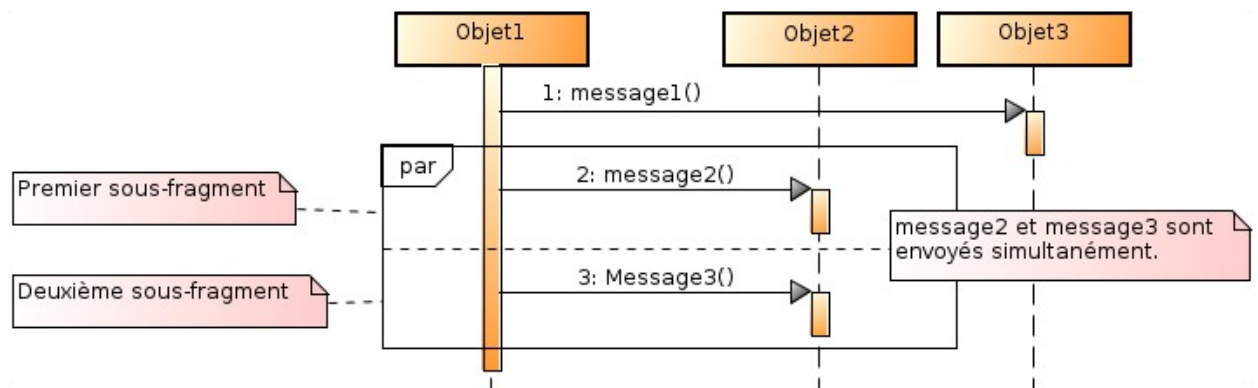 Objet1
Objet2
Objet3
1: message1()
par
2: message2()
Premier sous-fragment
message2 et message3 sont
envoyés simultanément.
3: Message3()
Deuxième sous-fragment